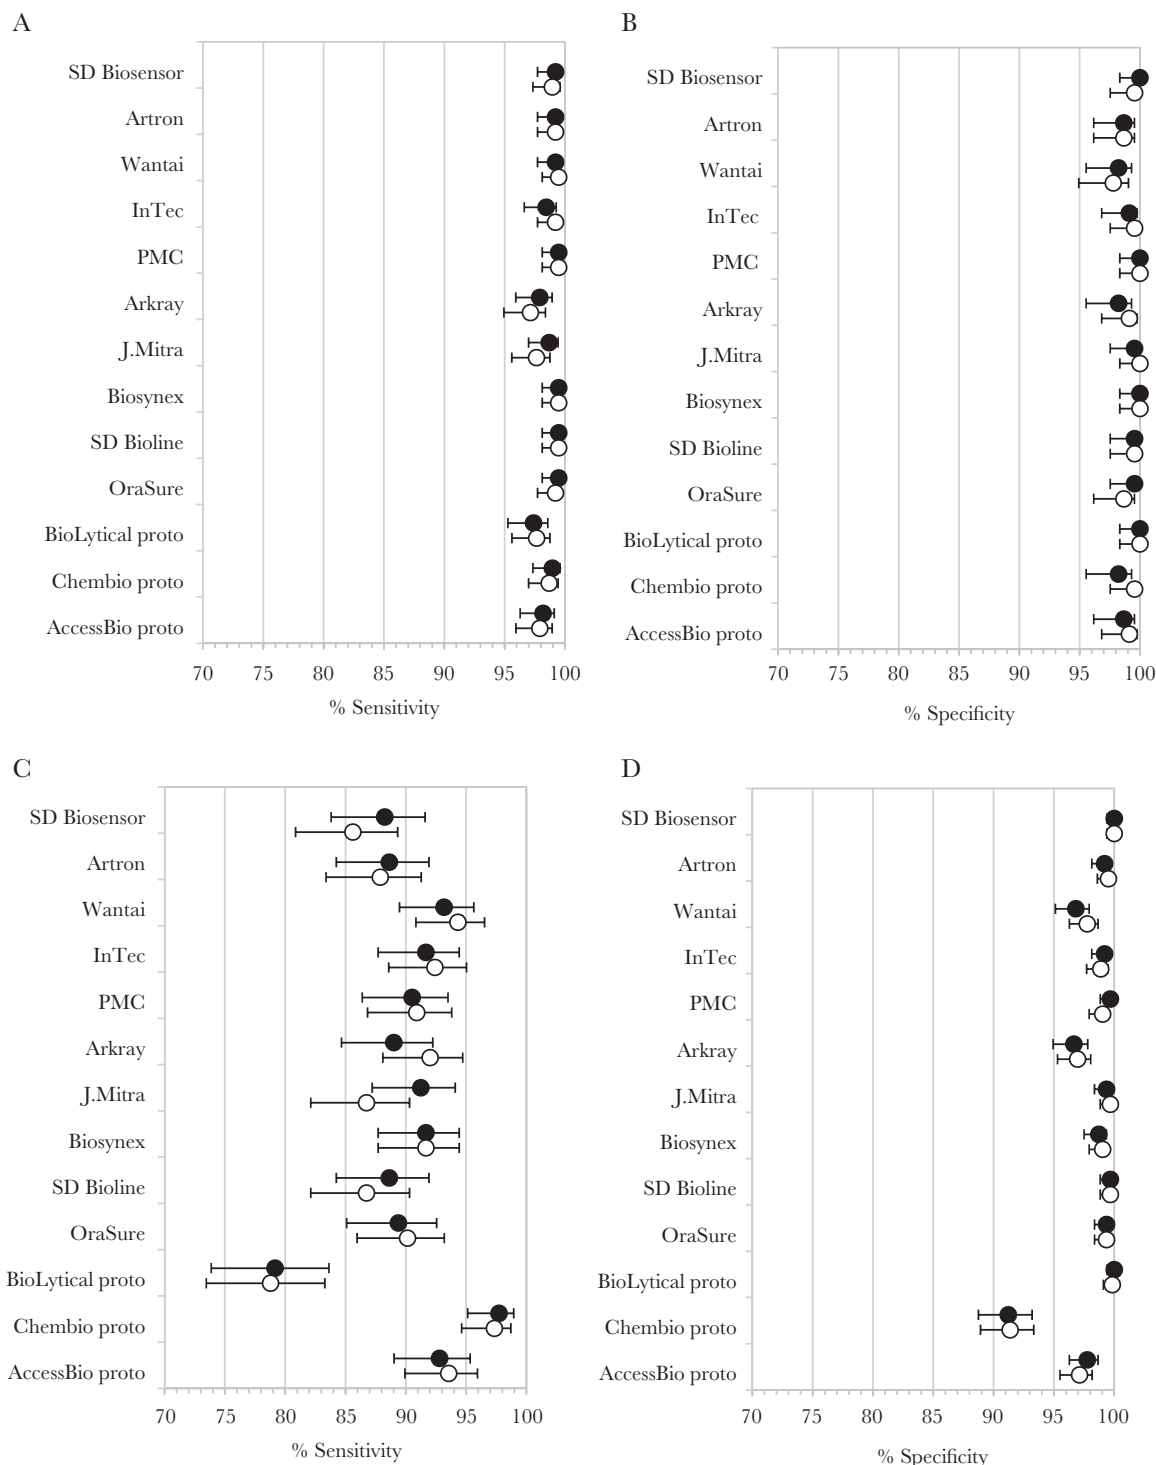 A
SD Biosensor
Artron
Wantai
InTec
PMC
Arkray
J.Mitra
Biosynex
SD Bioline
OraSure
BioLytical proto
Chembio proto
AccessBio proto
70 75 80 85 90 95 100
% Sensitivity
B
SD Biosensor
Artron
Wantai
InTec
PMC
Arkray
J.Mitra
Biosynex
SD Bioline
OraSure
BioLytical proto
Chembio proto
AccessBio proto
70 75 80 85 90 95 100
% Specificity
C
SD Biosensor
Artron
Wantai
InTec
PMC
Arkray
J.Mitra
Biosynex
SD Bioline
OraSure
BioLytical proto
Chembio proto
AccessBio proto
70 75 80 85 90 95 100
% Sensitivity
D
SD Biosensor
Artron
Wantai
InTec
PMC
Arkray
J.Mitra
Biosynex
SD Bioline
OraSure
BioLytical proto
Chembio proto
AccessBio proto
70 75 80 85 90 95 100
% Specificity